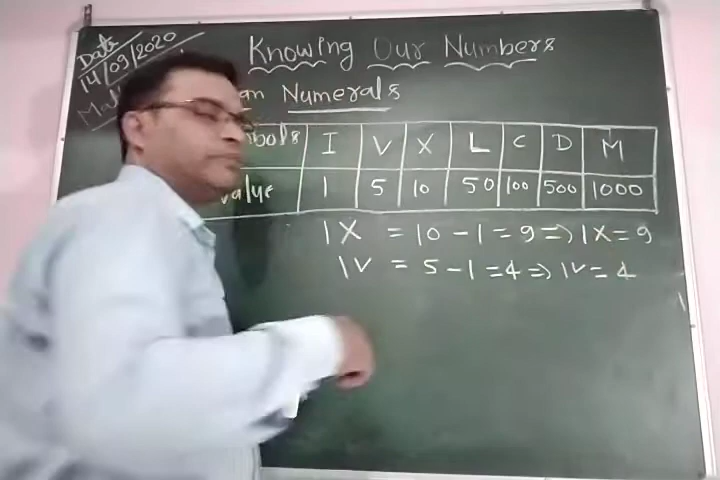 Date
14/09/2020
Knowing Our Numbers
Numerals
I V X L C D M
Value 1 5 10 50 100 500 1000
IX = 10 - 1 = 9 => IX = 9
IV = 5 - 1 = 4 => IV = 4